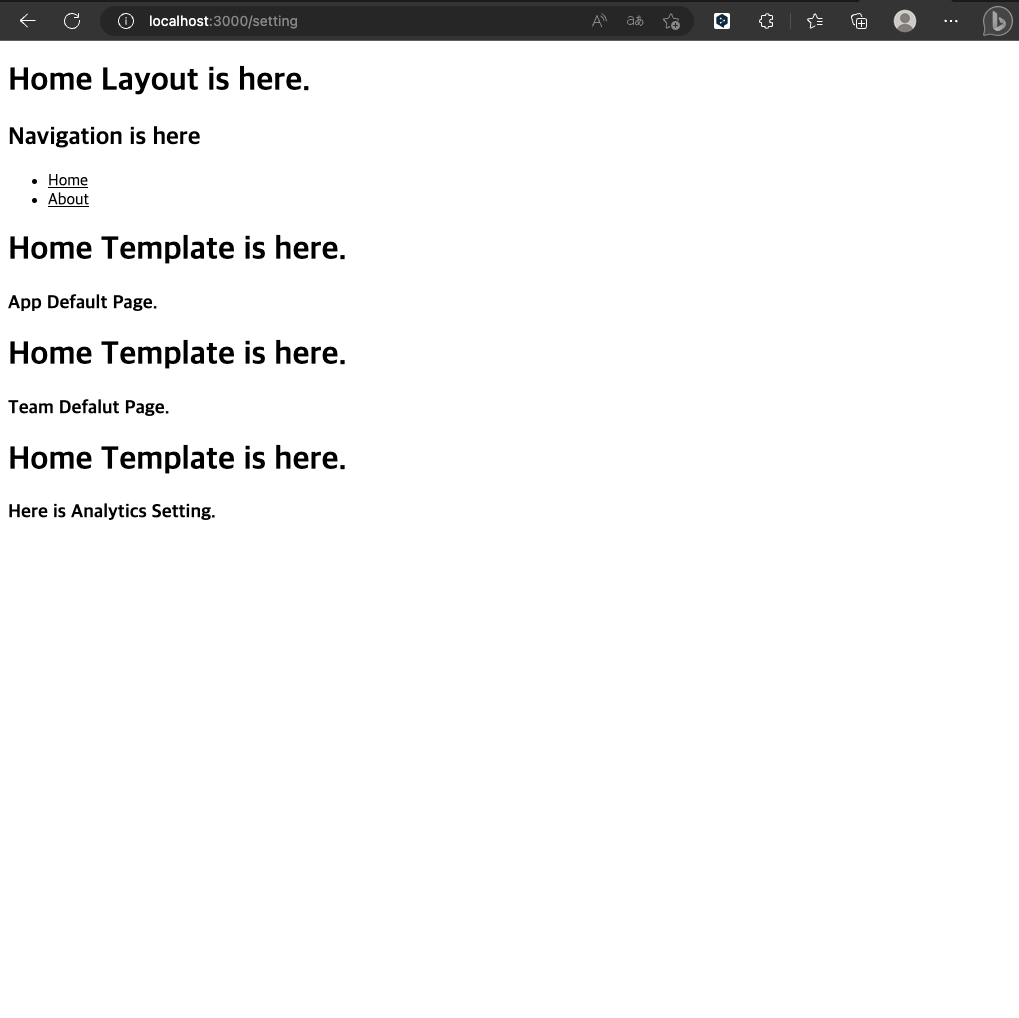 localhost:3000/setting
Home Layout is here.
Navigation is here
Home
About
Home Template is here.
App Default Page.
Home Template is here.
Team Defalut Page.
Home Template is here.
Here is Analytics Setting.